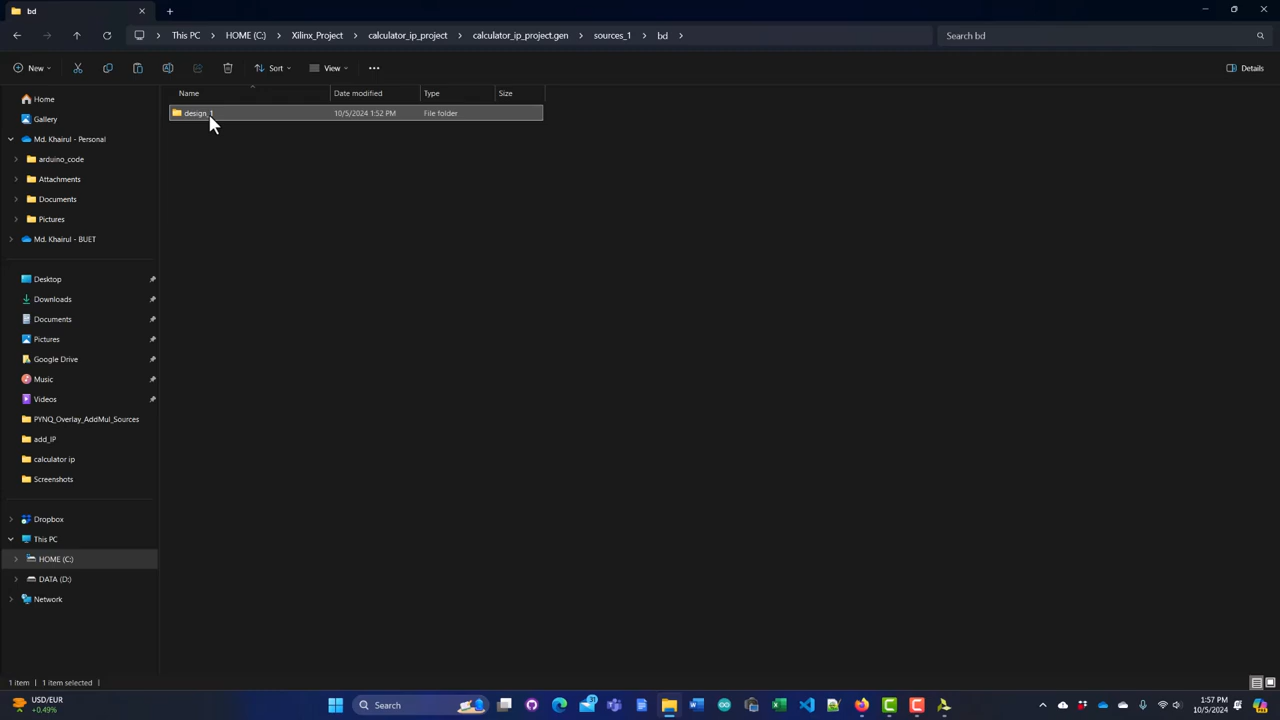 bd
This PC > HOME (C:) > Xilinx_Project > calculator_ip_project > calculator_ip_project.gen > sources_1 > bd >
Search bd
New
Sort
View
Details
Name
Date modified
Type
Size
design_1
10/5/2024 1:52 PM
File folder
Home
Gallery
Md. Khairul - Personal
arduino_code
Attachments
Documents
Pictures
Md. Khairul - BUET
Desktop
Downloads
Documents
Pictures
Google Drive
Music
Videos
PYNQ_Overlay_AddMul_Sources
add_IP
calculator ip
Screenshots
Dropbox
This PC
HOME (C:)
DATA (D:)
Network
1 item
1 item selected
USD/EUR
+0.49%
Search
31
1:57 PM
10/5/2024